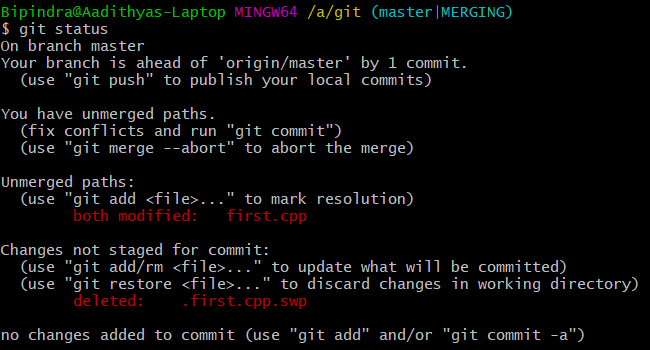 Bipindra@Aadithyas-Laptop MINGW64 /a/git (master|MERGING)
$ git status
On branch master
Your branch is ahead of 'origin/master' by 1 commit.
  (use "git push" to publish your local commits)

You have unmerged paths.
  (fix conflicts and run "git commit")
  (use "git merge --abort" to abort the merge)

Unmerged paths:
  (use "git add <file>..." to mark resolution)
        both modified:   first.cpp

Changes not staged for commit:
  (use "git add/rm <file>..." to update what will be committed)
  (use "git restore <file>..." to discard changes in working directory)
        deleted:    .first.cpp.swp

no changes added to commit (use "git add" and/or "git commit -a")